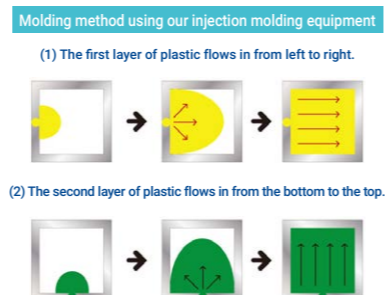 Molding method using our injection molding equipment
(1) The first layer of plastic flows in from left to right.
(2) The second layer of plastic flows in from the bottom to the top.